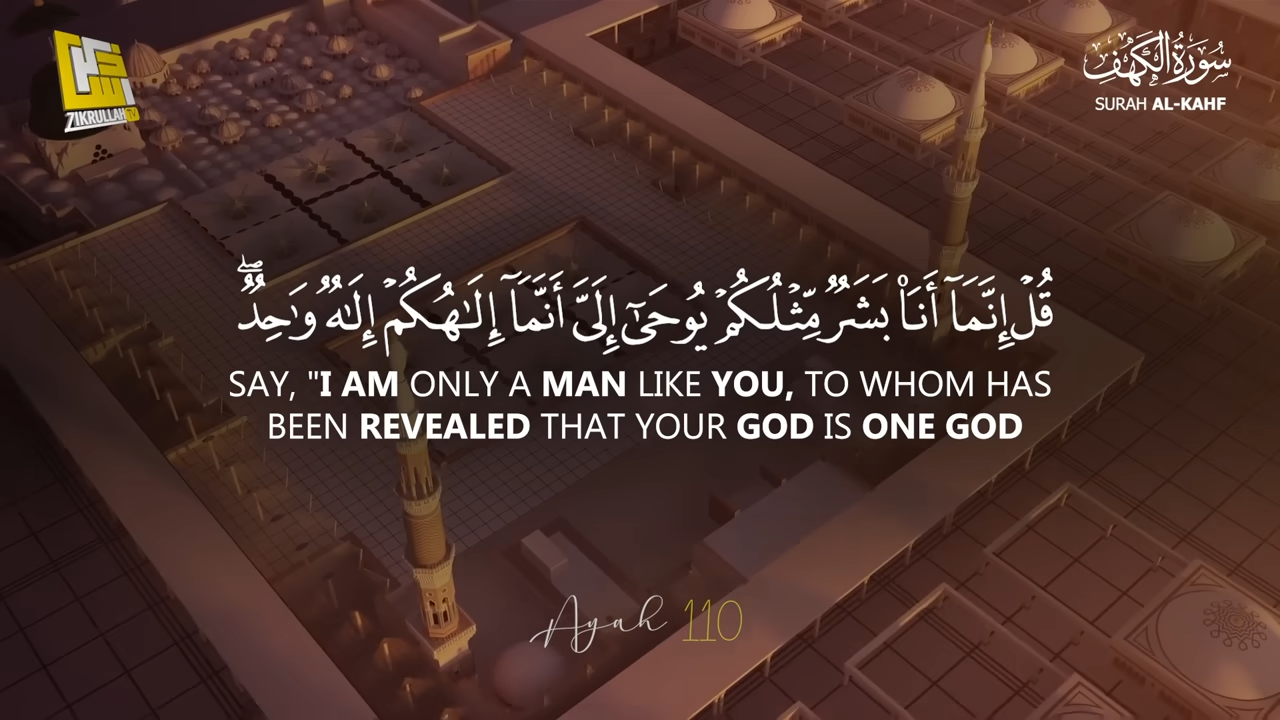 ZIKRULLAH TV
سُورَةُ الْكَهْف
SURAH AL-KAHF
قُلْ إِنَّمَآ أَنَا۠ بَشَرٌ مِّثْلُكُمْ يُوحَىٰٓ إِلَىَّ أَنَّمَآ إِلَـٰهُكُمْ إِلَـٰهٌ وَٰحِدٌ ۖ
SAY, "I AM ONLY A MAN LIKE YOU, TO WHOM HAS
BEEN REVEALED THAT YOUR GOD IS ONE GOD
Ayah 110